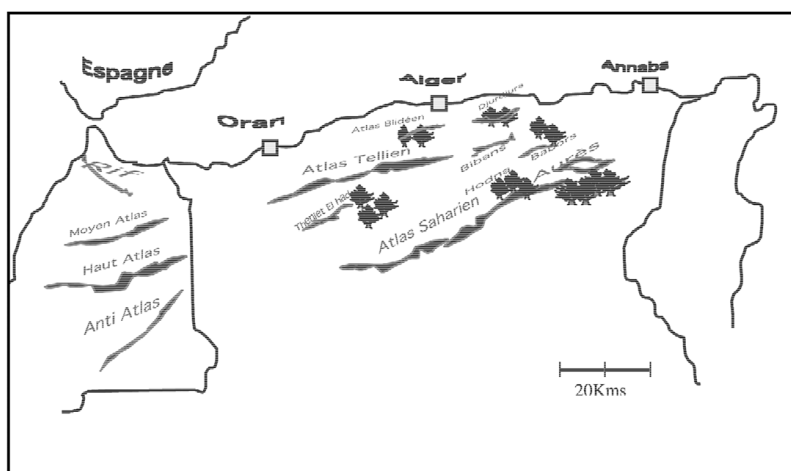 Espagne
Alger
Annaba
Oran
Djurdjura
Atlas Blidéen
Atlas Tellien
Bibans
Babors
Rif
Hodna
Aurès
Theniet El had
Moyen Atlas
Atlas Saharien
Haut Atlas
Anti Atlas
20Kms